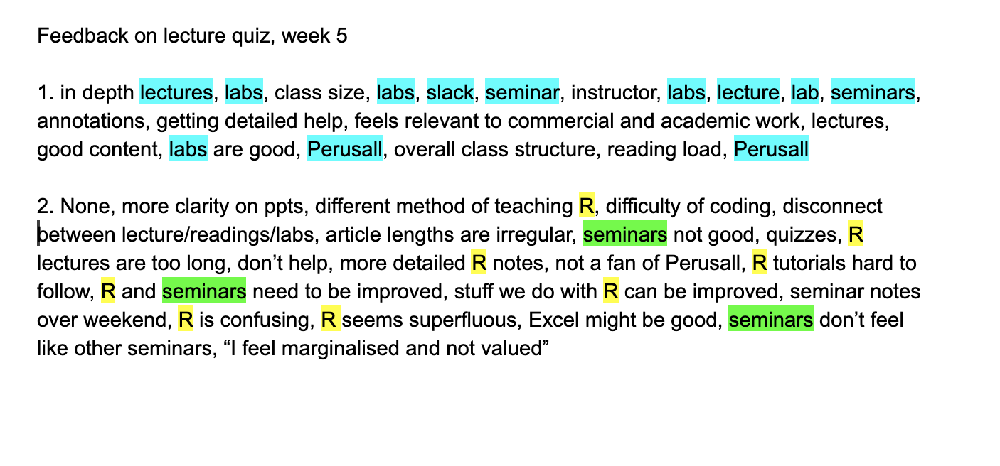 Feedback on lecture quiz, week 5
1. in depth lectures, labs, class size, labs, slack, seminar, instructor, labs, lecture, lab, seminars,
annotations, getting detailed help, feels relevant to commercial and academic work, lectures,
good content, labs are good, Perusall, overall class structure, reading load, Perusall
2. None, more clarity on ppts, different method of teaching R, difficulty of coding, disconnect
between lecture/readings/labs, article lengths are irregular, seminars not good, quizzes, R
lectures are too long, don’t help, more detailed R notes, not a fan of Perusall, R tutorials hard to
follow, R and seminars need to be improved, stuff we do with R can be improved, seminar notes
over weekend, R is confusing, R seems superfluous, Excel might be good, seminars don’t feel
like other seminars, “I feel marginalised and not valued”